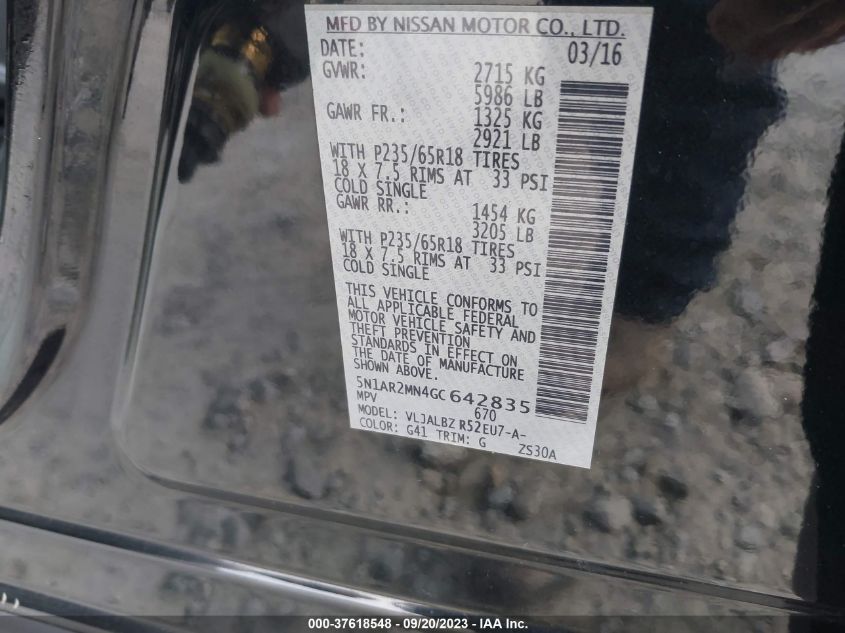 MFD BY NISSAN MOTOR CO., LTD.
DATE: 03/16
GVWR: 2715 KG
5986 LB
GAWR FR.: 1325 KG
2921 LB
WITH P235/65R18 TIRES
18 X 7.5 RIMS AT 33 PSI
COLD SINGLE
GAWR RR.: 1454 KG
3205 LB
WITH P235/65R18 TIRES
18 X 7.5 RIMS AT 33 PSI
COLD SINGLE
THIS VEHICLE CONFORMS TO
ALL APPLICABLE FEDERAL
MOTOR VEHICLE SAFETY AND
THEFT PREVENTION
STANDARDS IN EFFECT ON
THE DATE OF MANUFACTURE
SHOWN ABOVE.
5N1AR2MN4GC642835
MPV 670
MODEL: VLJALBZ R52EU7-A-
COLOR: G41 TRIM: G ZS30A
000-37618548 - 09/20/2023 - IAA Inc.